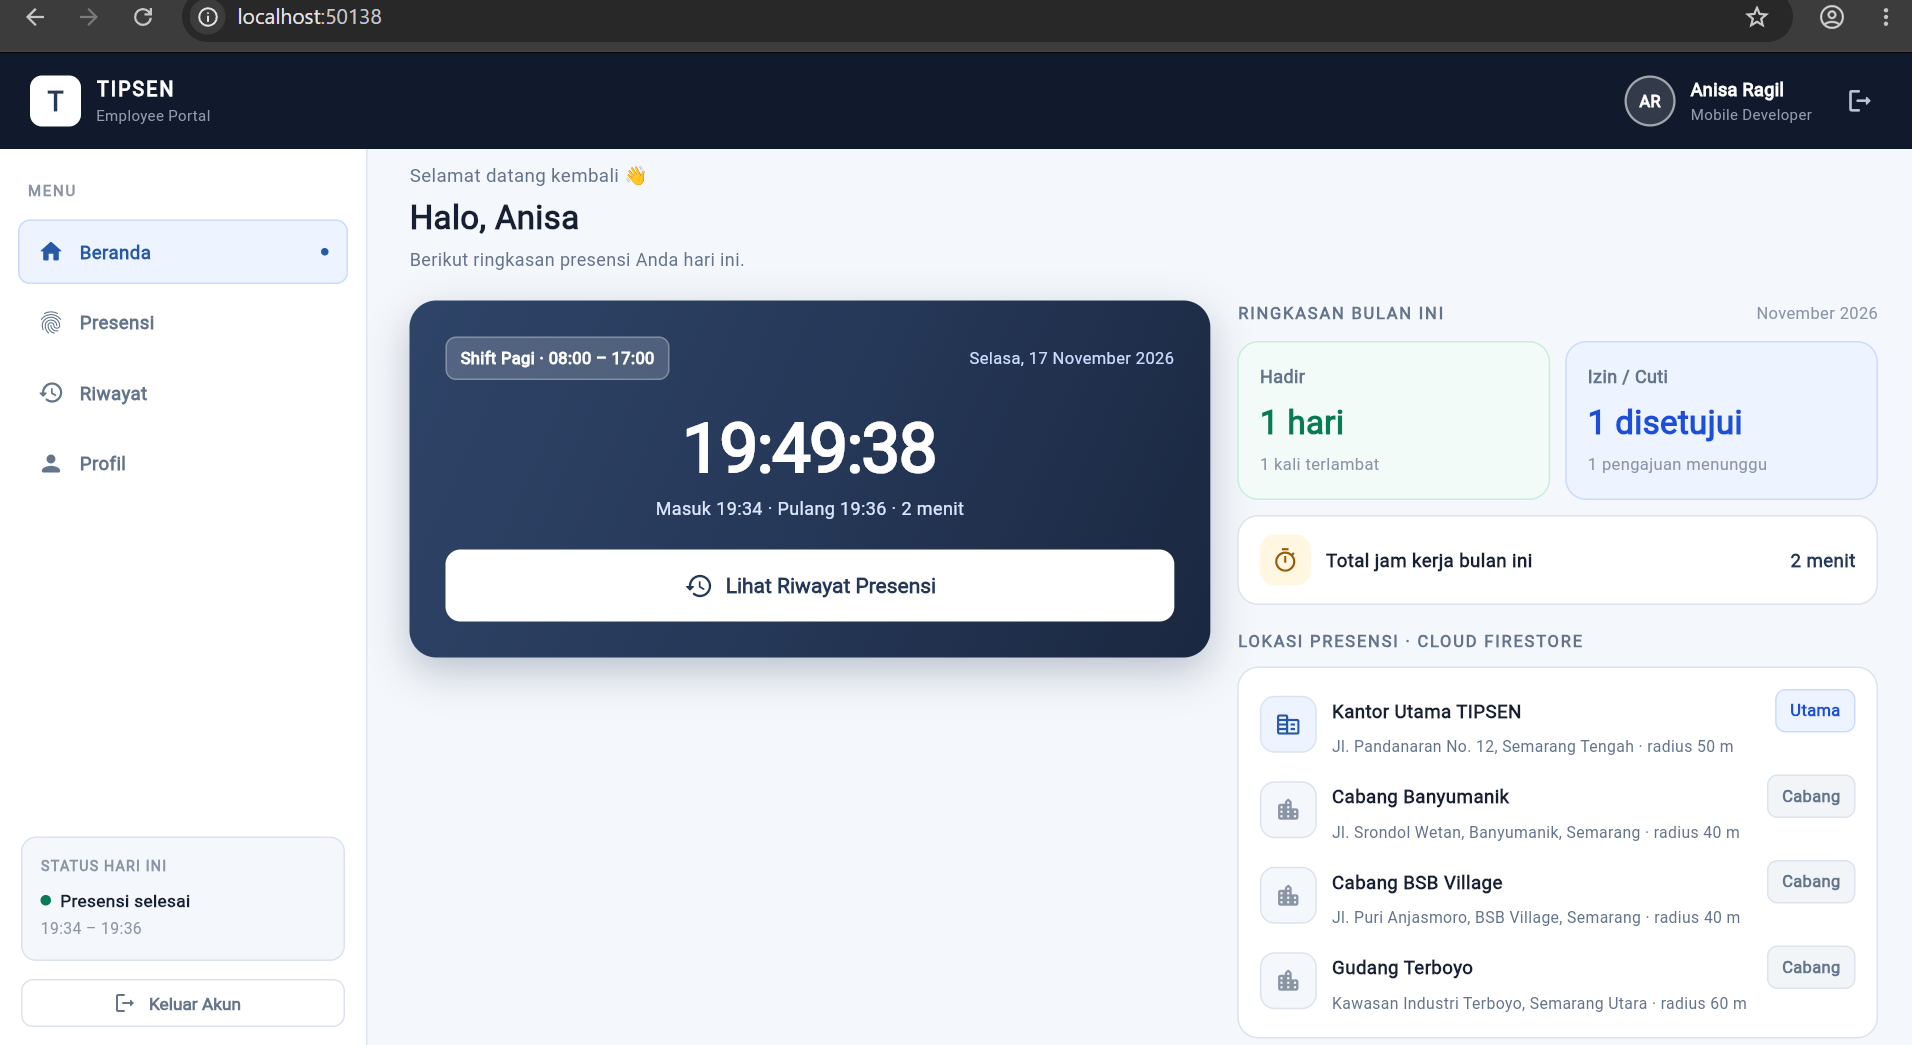 localhost:50138
T
TIPSEN
Employee Portal
AR
Anisa Ragil
Mobile Developer
MENU
Beranda
Presensi
Riwayat
Profil
STATUS HARI INI
Presensi selesai
19:34 – 19:36
Keluar Akun
Selamat datang kembali 👋
Halo, Anisa
Berikut ringkasan presensi Anda hari ini.
Shift Pagi · 08:00 – 17:00
Selasa, 17 November 2026
19:49:38
Masuk 19:34 · Pulang 19:36 · 2 menit
Lihat Riwayat Presensi
RINGKASAN BULAN INI
November 2026
Hadir
1 hari
1 kali terlambat
Izin / Cuti
1 disetujui
1 pengajuan menunggu
Total jam kerja bulan ini
2 menit
LOKASI PRESENSI · CLOUD FIRESTORE
Kantor Utama TIPSEN
Utama
Jl. Pandanaran No. 12, Semarang Tengah · radius 50 m
Cabang Banyumanik
Cabang
Jl. Srondol Wetan, Banyumanik, Semarang · radius 40 m
Cabang BSB Village
Cabang
Jl. Puri Anjasmoro, BSB Village, Semarang · radius 40 m
Gudang Terboyo
Cabang
Kawasan Industri Terboyo, Semarang Utara · radius 60 m